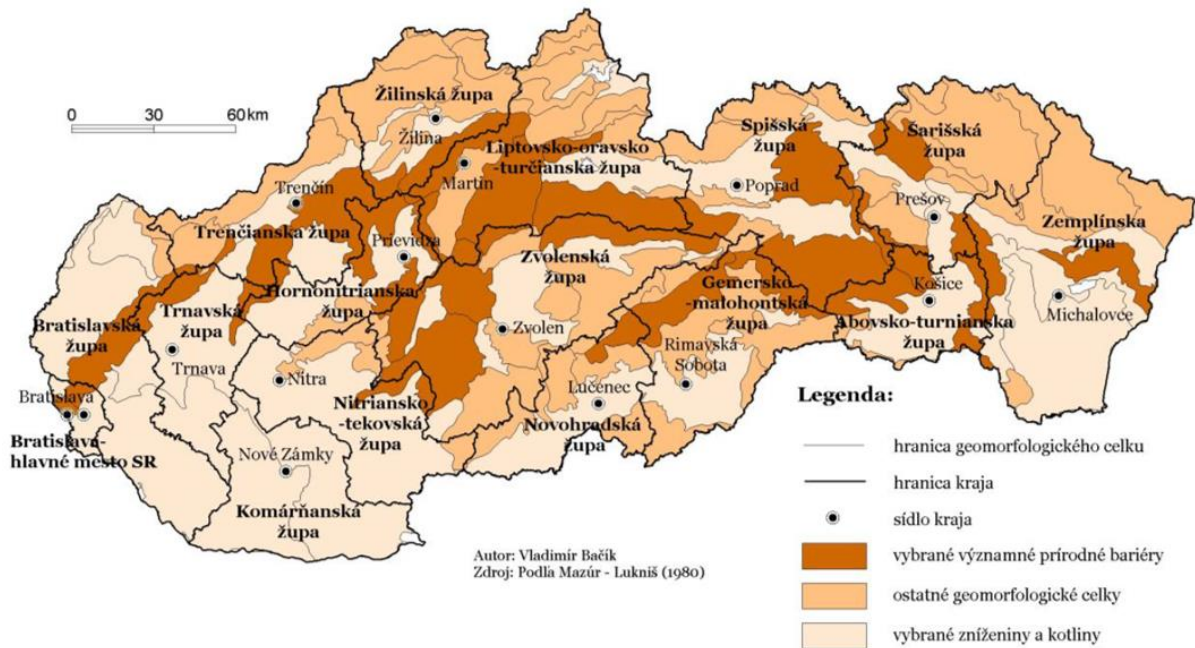 0 30 60 km
Žilinská župa
Žilina
Spišská
župa
Šarišská
župa
Liptovsko-oravsko
-turčianska župa
Martin
Poprad
Trenčín
Prešov
Trenčianska župa
Zemplínska
župa
Prievidza
Zvolenská
župa
Hornonitrianska
župa
Gemersko
-malohontská
župa
Košice
Michalovce
Trnavská
župa
Bratislavská
župa
Zvolen
Abovsko-turnianska
župa
Rimavská
Sobota
Trnava
Nitra
Lučenec
Bratislava
Nitriansko
-tekovská
župa
Novohradská
župa
Bratislava-
hlavné mesto SR
Nové Zámky
Komárňanská
župa
Autor: Vladimír Bačík
Zdroj: Podľa Mazúr - Lukniš (1980)
Legenda:
hranica geomorfologického celku
hranica kraja
sídlo kraja
vybrané významné prírodné bariéry
ostatné geomorfologické celky
vybrané zníženiny a kotliny